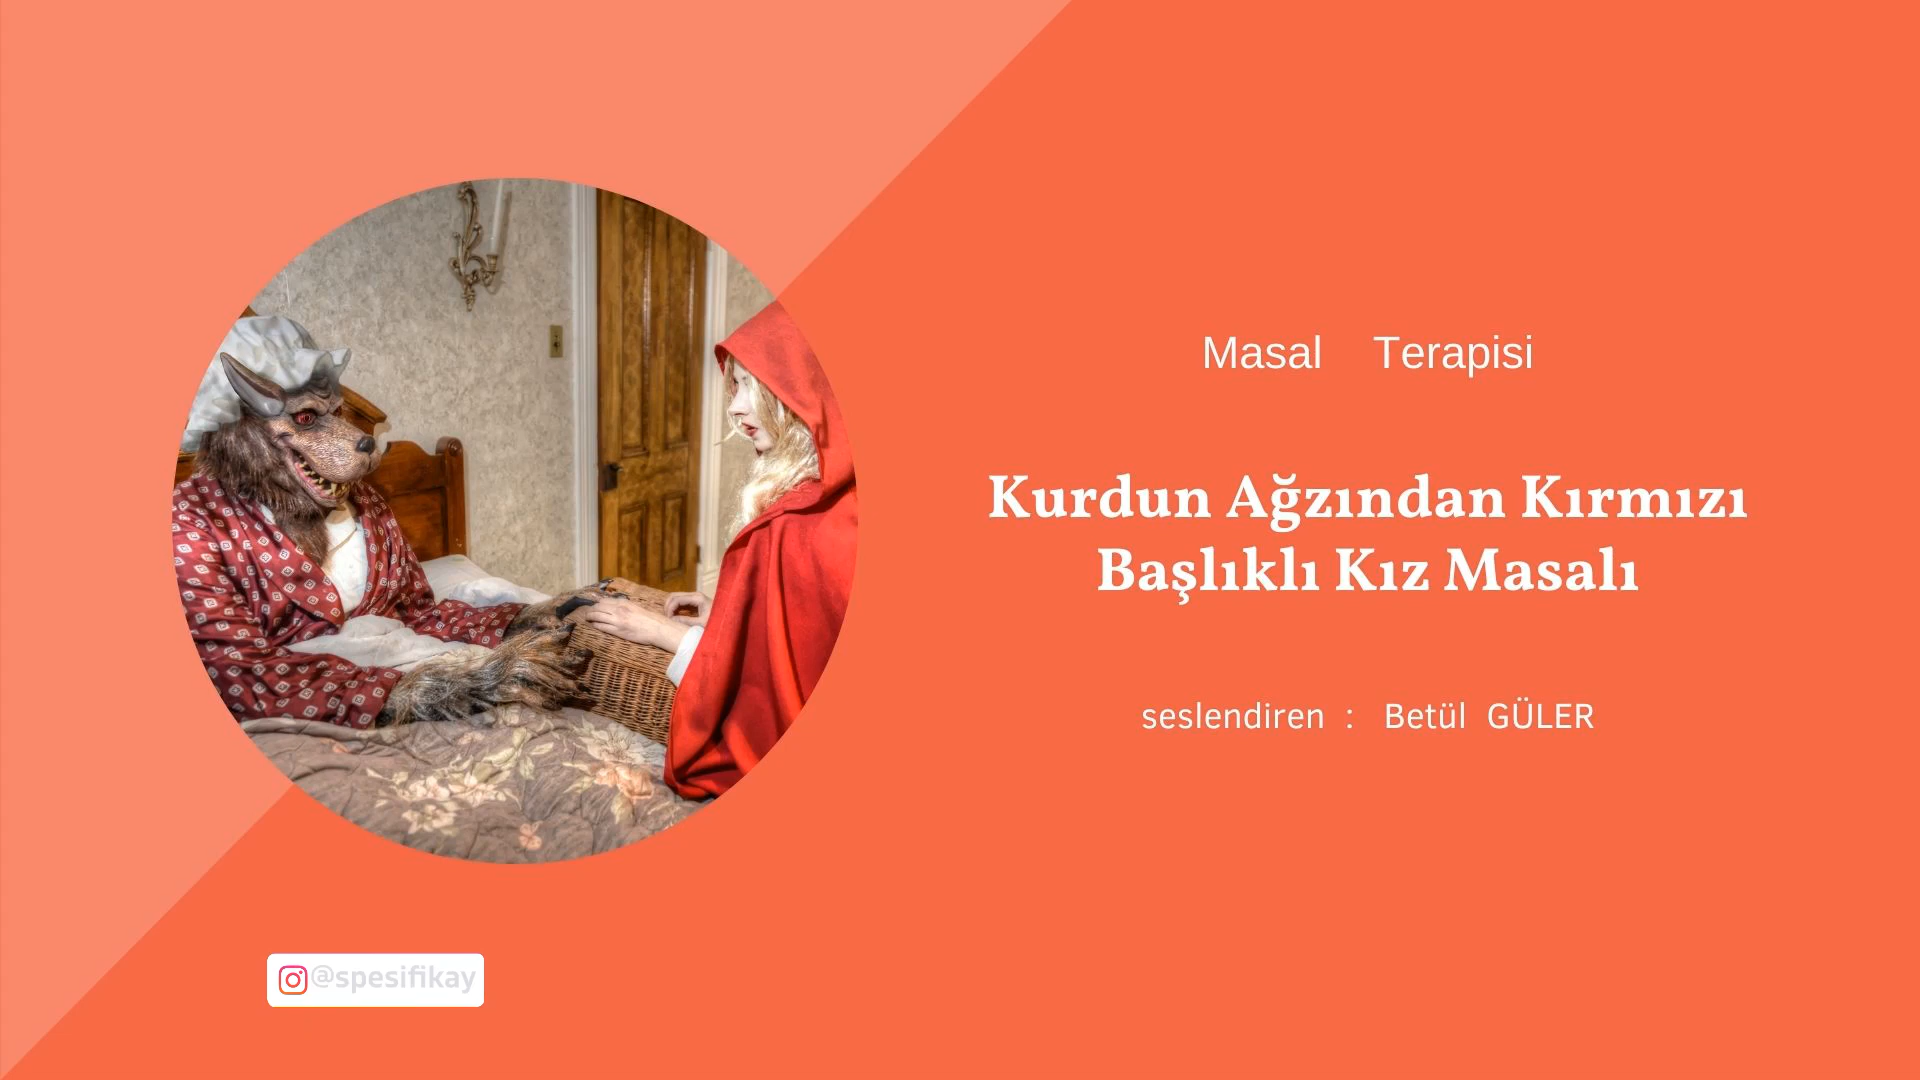 Masal Terapisi
Kurdun Ağzından Kırmızı
Başlıklı Kız Masalı
seslendiren : Betül GÜLER
@spesifikay